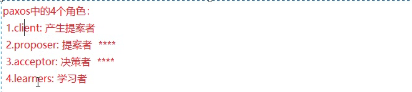 paxos中的4个角色：
1.client: 产生提案者
2.proposer: 提案者 ****
3.acceptor: 决策者 ****
4.learners: 学习者